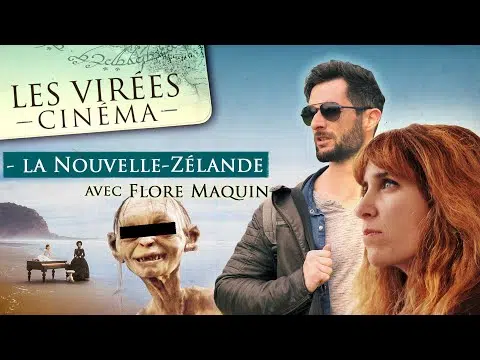 LES VIRÉES
– CINÉMA –
- LA NOUVELLE-ZÉLANDE
AVEC FLORE MAQUIN